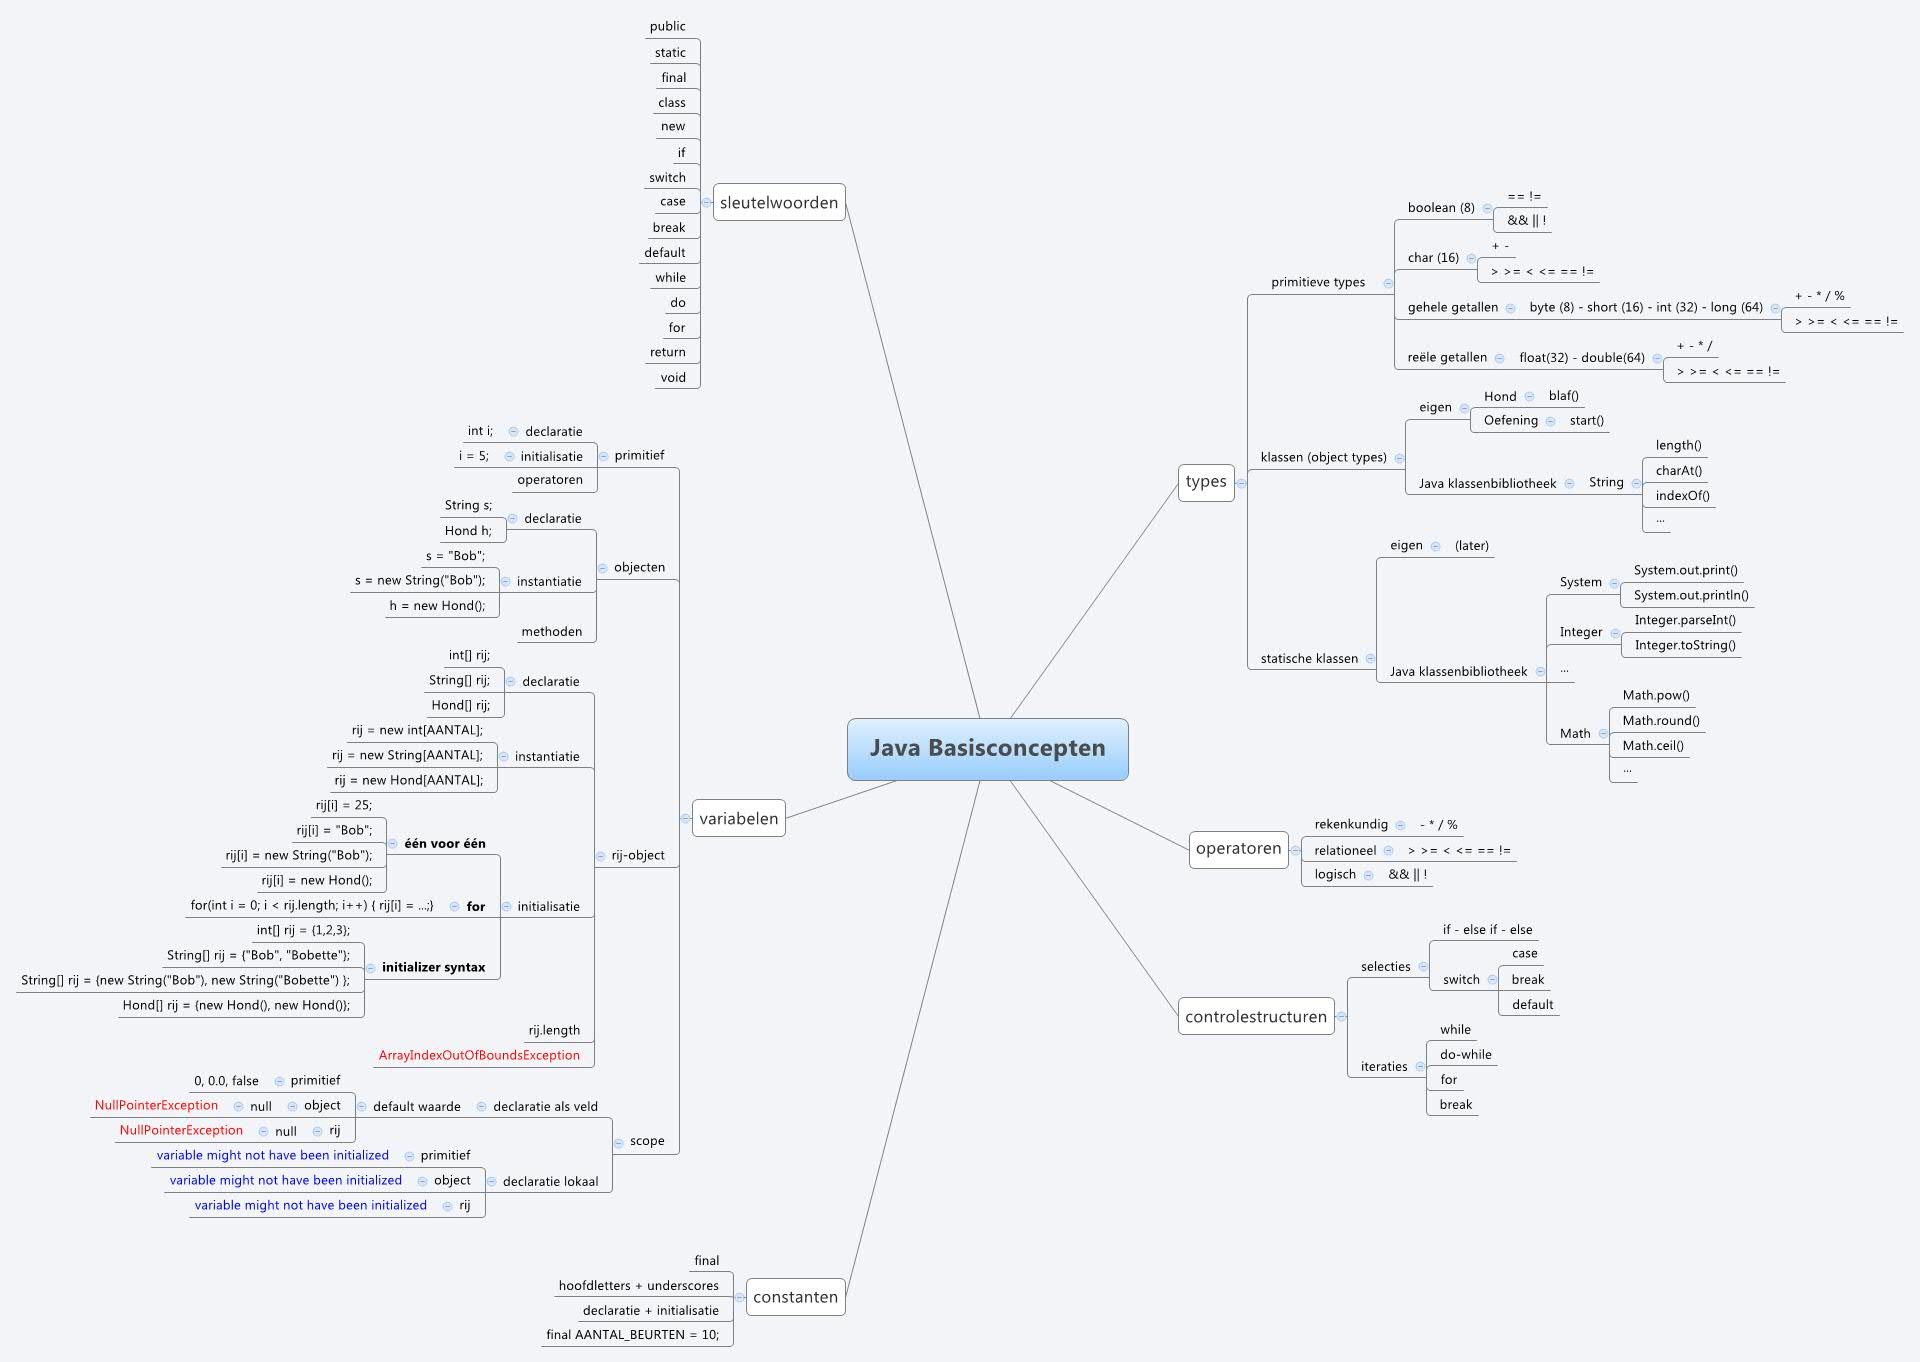 Java Basisconcepten
sleutelwoorden
public
static
final
class
new
if
switch
case
break
default
while
do
for
return
void
variabelen
primitief
declaratie
int i;
initialisatie
i = 5;
operatoren
objecten
declaratie
String s;
Hond h;
instantiatie
s = "Bob";
s = new String("Bob");
h = new Hond();
methoden
rij-object
declaratie
int[] rij;
String[] rij;
Hond[] rij;
instantiatie
rij = new int[AANTAL];
rij = new String[AANTAL];
rij = new Hond[AANTAL];
initialisatie
één voor één
rij[i] = 25;
rij[i] = "Bob";
rij[i] = new String("Bob");
rij[i] = new Hond();
for
for(int i = 0; i < rij.length; i++) { rij[i] = ...;}
initializer syntax
int[] rij = {1,2,3};
String[] rij = {"Bob", "Bobette"};
String[] rij = {new String("Bob"), new String("Bobette") };
Hond[] rij = {new Hond(), new Hond()};
rij.length
ArrayIndexOutOfBoundsException
scope
declaratie als veld
default waarde
primitief
0, 0.0, false
object
null
NullPointerException
rij
null
NullPointerException
declaratie lokaal
primitief
variable might not have been initialized
object
variable might not have been initialized
rij
variable might not have been initialized
constanten
final
hoofdletters + underscores
declaratie + initialisatie
final AANTAL_BEURTEN = 10;
types
primitieve types
boolean (8)
== !=
&& || !
char (16)
+ -
> >= < <= == !=
gehele getallen
byte (8) - short (16) - int (32) - long (64)
+ - * / %
> >= < <= == !=
reële getallen
float(32) - double(64)
+ - * /
> >= < <= == !=
klassen (object types)
eigen
Hond
blaf()
Oefening
start()
Java klassenbibliotheek
String
length()
charAt()
indexOf()
...
statische klassen
eigen
(later)
Java klassenbibliotheek
System
System.out.print()
System.out.println()
Integer
Integer.parseInt()
Integer.toString()
...
Math
Math.pow()
Math.round()
Math.ceil()
...
operatoren
rekenkundig
- * / %
relationeel
> >= < <= == !=
logisch
&& || !
controlestructuren
selecties
if - else if - else
switch
case
break
default
iteraties
while
do-while
for
break